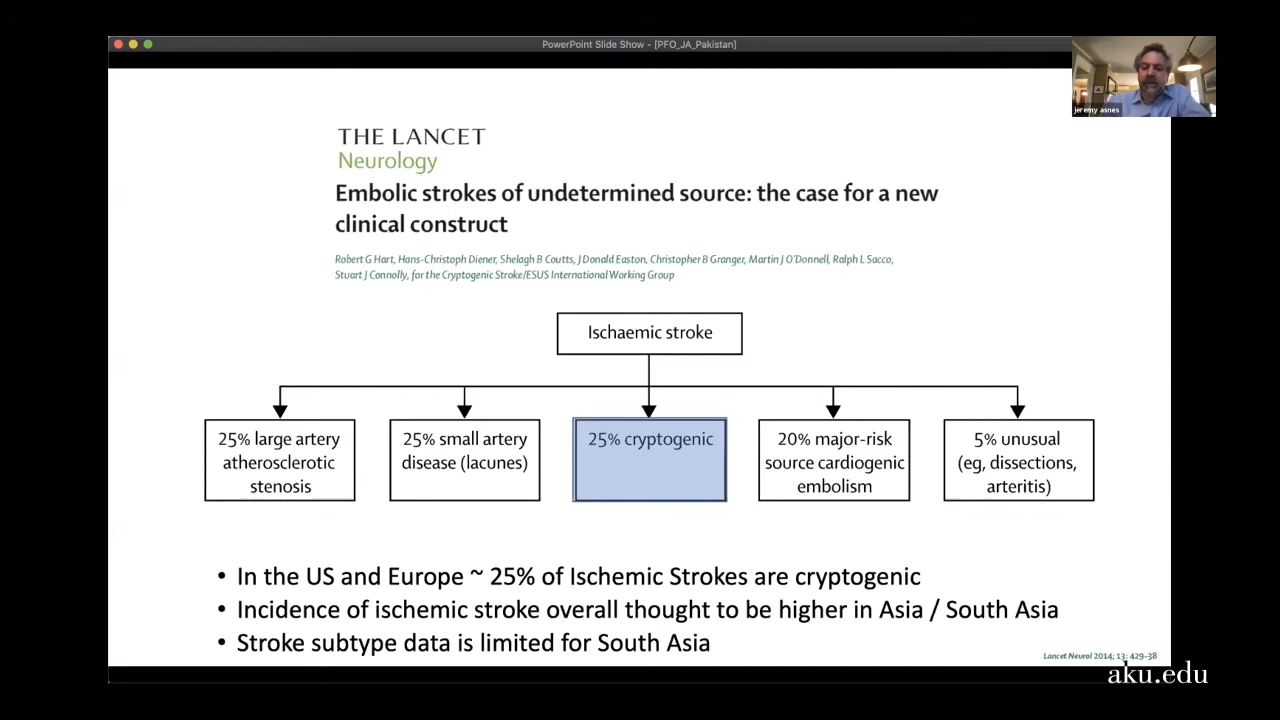 PowerPoint Slide Show - [PFO_JA_Pakistan]
jeremy asnes
THE LANCET
Neurology
Embolic strokes of undetermined source: the case for a new
clinical construct
Robert G Hart, Hans-Christoph Diener, Shelagh B Coutts, J Donald Easton, Christopher B Granger, Martin J O'Donnell, Ralph L Sacco,
Stuart J Connolly, for the Cryptogenic Stroke/ESUS International Working Group
Ischaemic stroke
25% large artery
atherosclerotic
stenosis
25% small artery
disease (lacunes)
25% cryptogenic
20% major-risk
source cardiogenic
embolism
5% unusual
(eg, dissections,
arteritis)
• In the US and Europe ~ 25% of Ischemic Strokes are cryptogenic
• Incidence of ischemic stroke overall thought to be higher in Asia / South Asia
• Stroke subtype data is limited for South Asia
Lancet Neurol 2014; 13: 429–38
aku.edu